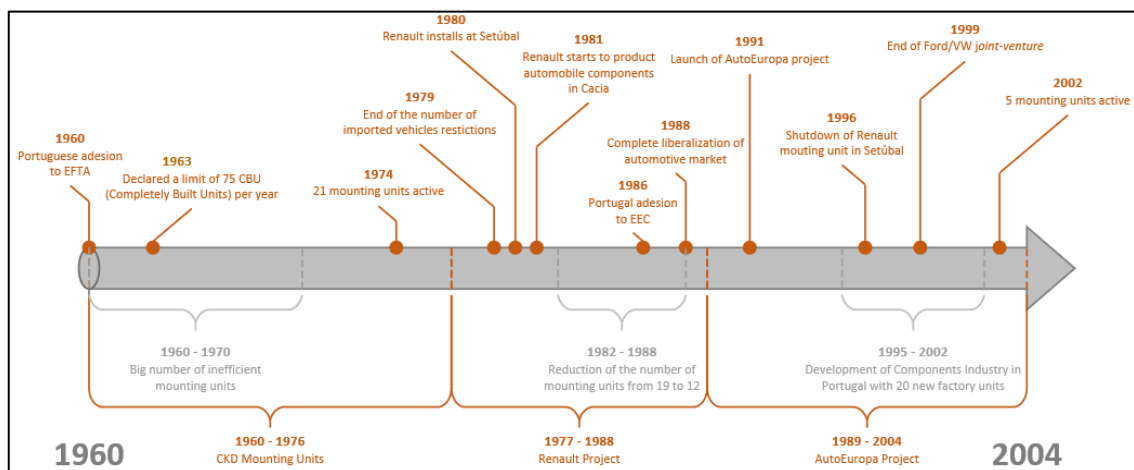 1960
Portuguese adesion
to EFTA
1963
Declared a limit of 75 CBU
(Completely Built Units) per year
1974
21 mounting units active
1979
End of the number of
imported vehicles restictions
1980
Renault installs at Setúbal
1981
Renault starts to product
automobile components
in Cacia
1986
Portugal adesion
to EEC
1988
Complete liberalization of
automotive market
1991
Launch of AutoEuropa project
1996
Shutdown of Renault
mouting unit in Setúbal
1999
End of Ford/VW joint-venture
2002
5 mounting units active
1960 - 1970
Big number of inefficient
mounting units
1982 - 1988
Reduction of the number of
mounting units from 19 to 12
1995 - 2002
Development of Components Industry in
Portugal with 20 new factory units
1960
1960 - 1976
CKD Mounting Units
1977 - 1988
Renault Project
1989 - 2004
AutoEuropa Project
2004